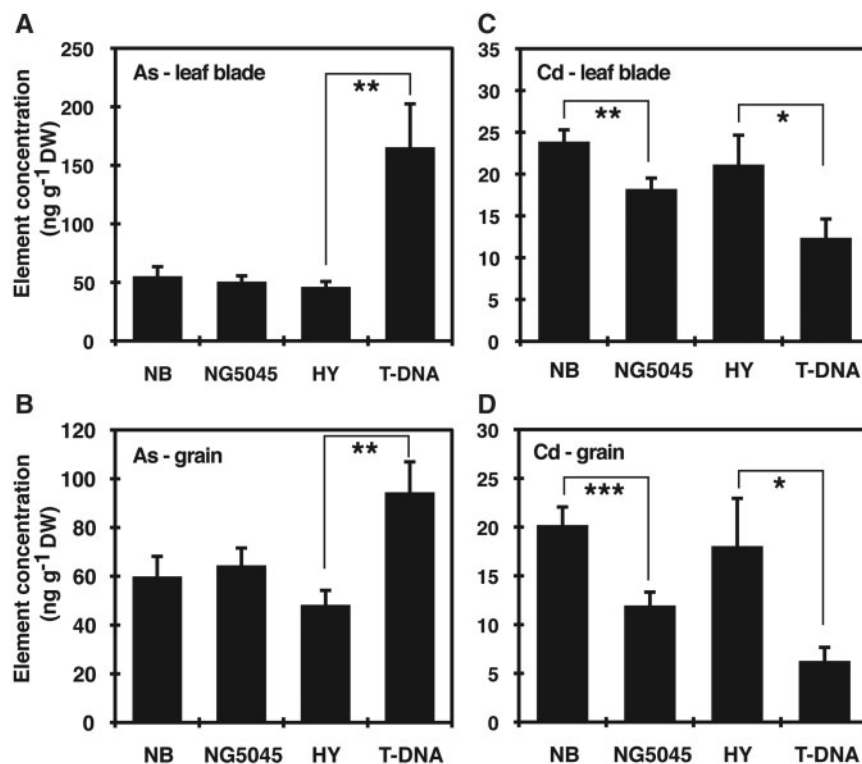 A
Element concentration
(ng g⁻¹ DW)
250
200
150
100
50
0
As - leaf blade
**
NB NG5045 HY T-DNA
C
35
30
25
20
15
10
5
0
Cd - leaf blade
**
*
NB NG5045 HY T-DNA
B
Element concentration
(ng g⁻¹ DW)
120
100
80
60
40
20
0
As - grain
**
NB NG5045 HY T-DNA
D
30
25
20
15
10
5
0
Cd - grain
***
*
NB NG5045 HY T-DNA